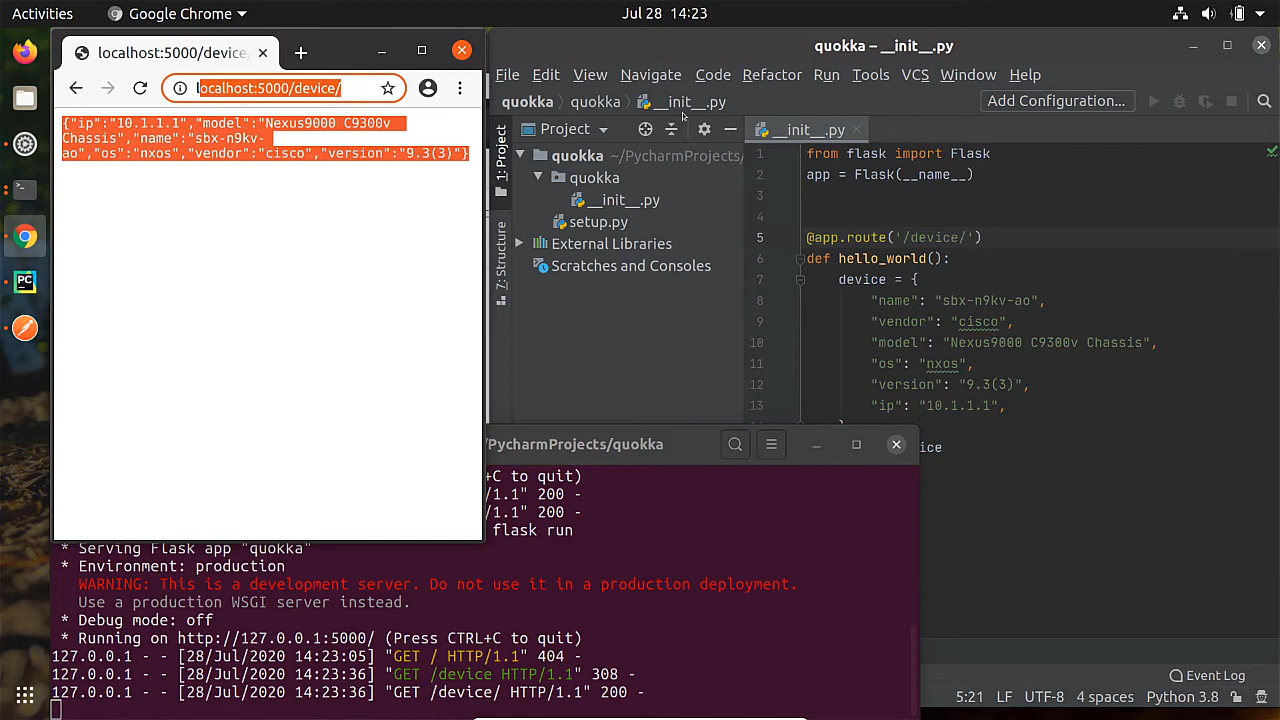 Activities
Google Chrome
Jul 28 14:23
localhost:5000/device/
localhost:5000/device/
{"ip":"10.1.1.1","model":"Nexus9000 C9300v
Chassis","name":"sbx-n9kv-
ao","os":"nxos","vendor":"cisco","version":"9.3(3)"}
quokka – __init__.py
File Edit View Navigate Code Refactor Run Tools VCS Window Help
quokka quokka __init__.py
Add Configuration...
1: Project
7: Structure
Project
quokka ~/PycharmProjects/
quokka
__init__.py
setup.py
External Libraries
Scratches and Consoles
__init__.py
1 from flask import Flask
2 app = Flask(__name__)
3
4
5 @app.route('/device/')
6 def hello_world():
7 device = {
8 "name": "sbx-n9kv-ao",
9 "vendor": "cisco",
10 "model": "Nexus9000 C9300v Chassis",
11 "os": "nxos",
12 "version": "9.3(3)",
13 "ip": "10.1.1.1",
/PycharmProjects/quokka
+C to quit)
/1.1" 200 -
/1.1" 200 -
flask run
* Serving Flask app "quokka"
* Environment: production
WARNING: This is a development server. Do not use it in a production deployment.
Use a production WSGI server instead.
* Debug mode: off
* Running on http://127.0.0.1:5000/ (Press CTRL+C to quit)
127.0.0.1 - - [28/Jul/2020 14:23:05] "GET / HTTP/1.1" 404 -
127.0.0.1 - - [28/Jul/2020 14:23:36] "GET /device HTTP/1.1" 308 -
127.0.0.1 - - [28/Jul/2020 14:23:36] "GET /device/ HTTP/1.1" 200 -
Event Log
5:21 LF UTF-8 4 spaces Python 3.8